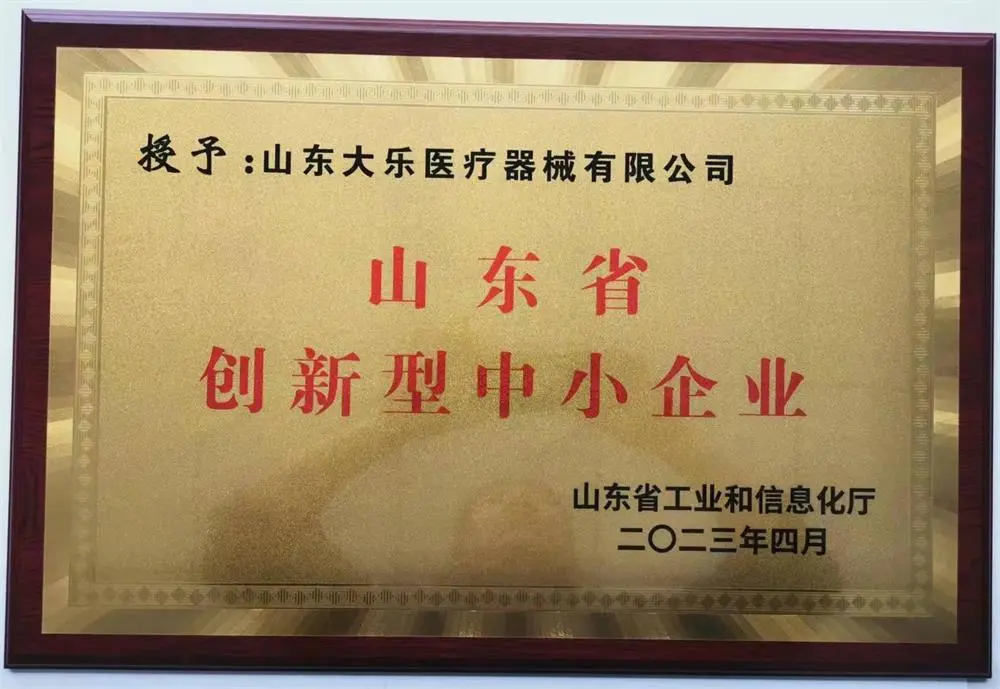 授予:山东大乐医疗器械有限公司
山东省
创新型中小企业
山东省工业和信息化厅
二〇二三年四月